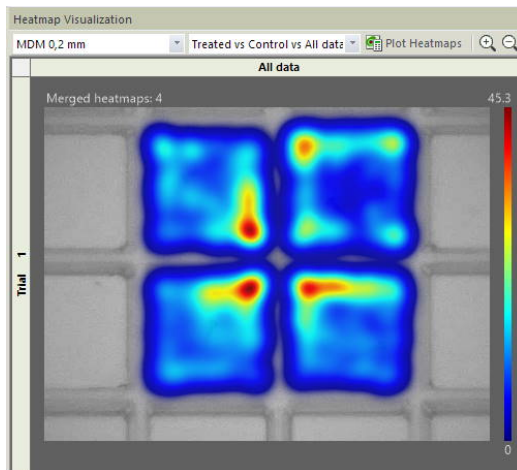 Heatmap Visualization
MDM 0,2 mm
Treated vs Control vs All data
Plot Heatmaps
All data
Merged heatmaps: 4
45.3
Trial 1
0